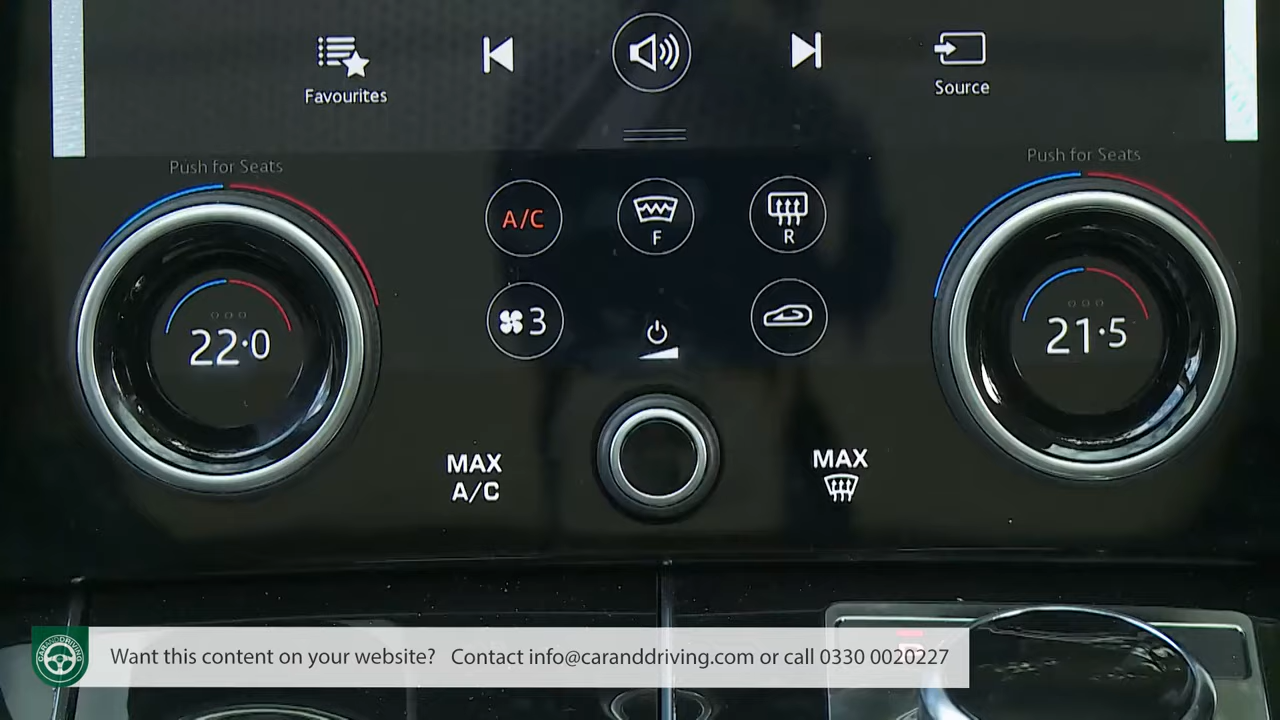 Favourites
Source
Push for Seats
Push for Seats
A/C
F
R
22·0
3
21·5
MAX
A/C
MAX
CARANDDRIVING
Want this content on your website? Contact info@caranddriving.com or call 0330 0020227